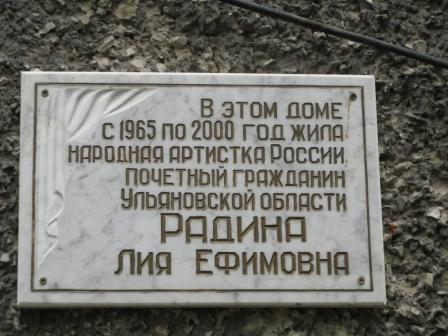 В ЭТОМ ДОМЕ
С 1965 ПО 2000 ГОД ЖИЛА
НАРОДНАЯ АРТИСТКА РОССИИ,
ПОЧЕТНЫЙ ГРАЖДАНИН
УЛЬЯНОВСКОЙ ОБЛАСТИ
РАДИНА
ЛИЯ ЕФИМОВНА